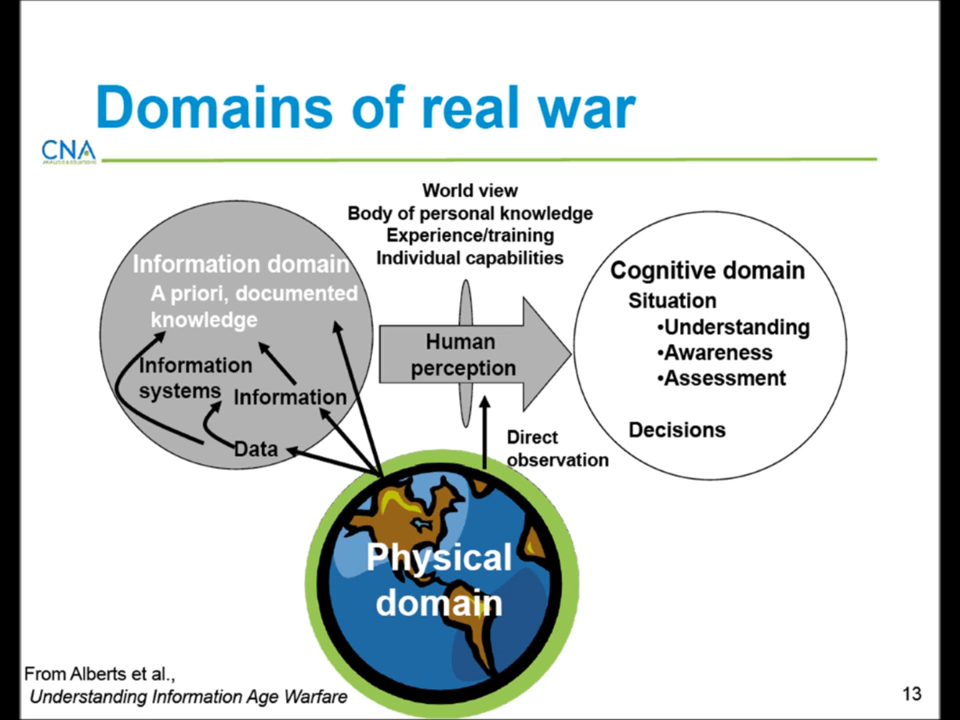 Domains of real war
CNA
World view
Body of personal knowledge
Experience/training
Individual capabilities
Information domain
A priori, documented
knowledge
Information
systems
Information
Data
Human
perception
Direct
observation
Cognitive domain
Situation
•Understanding
•Awareness
•Assessment
Decisions
Physical
domain
From Alberts et al.,
Understanding Information Age Warfare
13